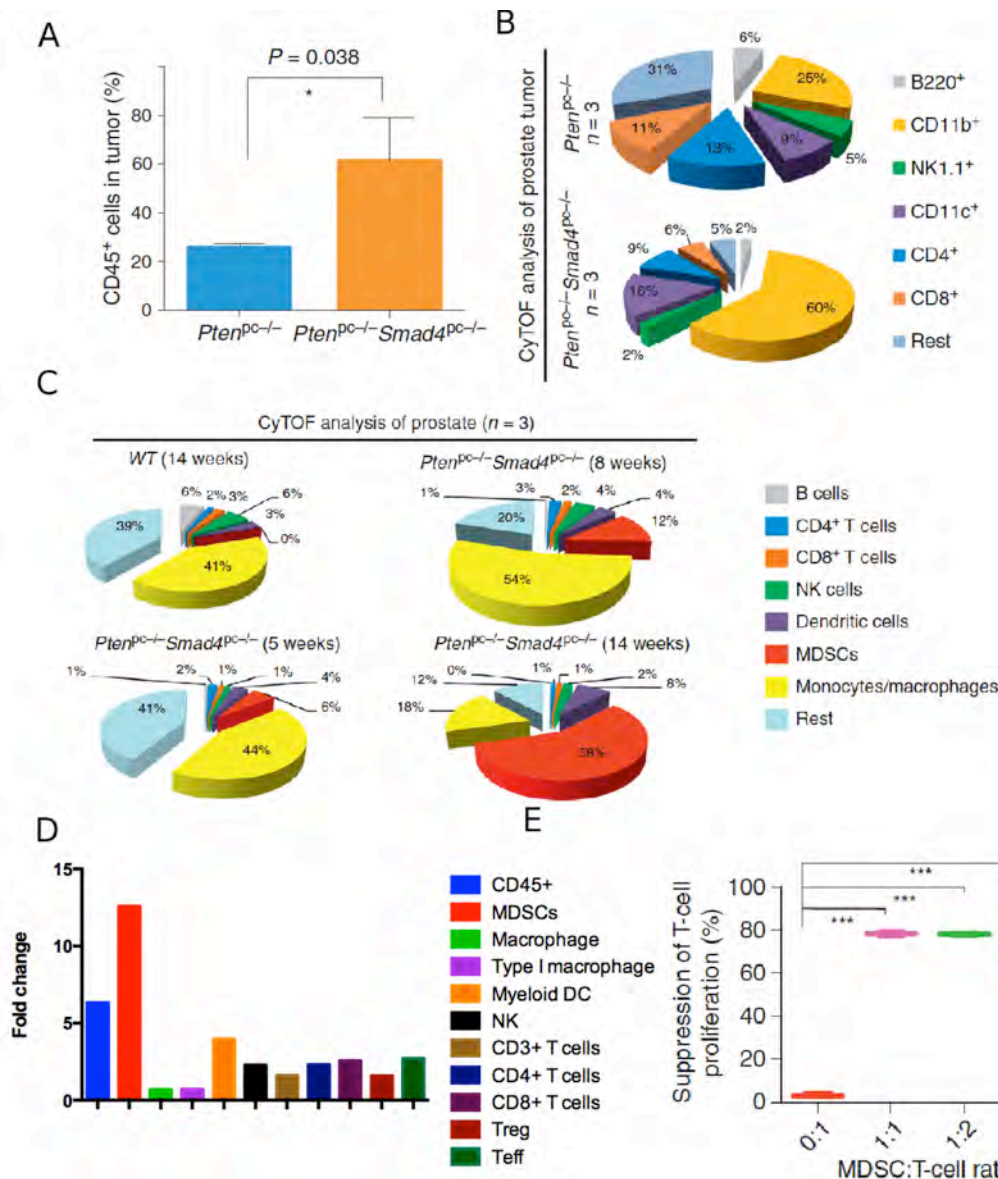 A
P = 0.038
*
CD45+ cells in tumor (%)
80
60
40
20
0
Ptenpc–/–
Ptenpc–/–Smad4pc–/–
B
CyTOF analysis of prostate tumor
Ptenpc–/–
n = 3
6%
25%
5%
9%
13%
11%
31%
Ptenpc–/–Smad4pc–/–
n = 3
2%
60%
2%
16%
9%
6%
5%
B220+
CD11b+
NK1.1+
CD11c+
CD4+
CD8+
Rest
C
CyTOF analysis of prostate (n = 3)
WT (14 weeks)
6%
2%
3%
6%
3%
0%
41%
39%
Ptenpc–/–Smad4pc–/– (8 weeks)
1%
3%
2%
4%
4%
12%
54%
20%
Ptenpc–/–Smad4pc–/– (5 weeks)
1%
2%
1%
1%
4%
6%
44%
41%
Ptenpc–/–Smad4pc–/– (14 weeks)
0%
1%
1%
2%
8%
18%
12%
B cells
CD4+ T cells
CD8+ T cells
NK cells
Dendritic cells
MDSCs
Monocytes/macrophages
Rest
D
Fold change
15
10
5
0
CD45+
MDSCs
Macrophage
Type I macrophage
Myeloid DC
NK
CD3+ T cells
CD4+ T cells
CD8+ T cells
Treg
Teff
E
Suppression of T-cell
proliferation (%)
100
80
60
40
20
0
***
***
***
0:1
1:1
1:2
MDSC:T-cell rat